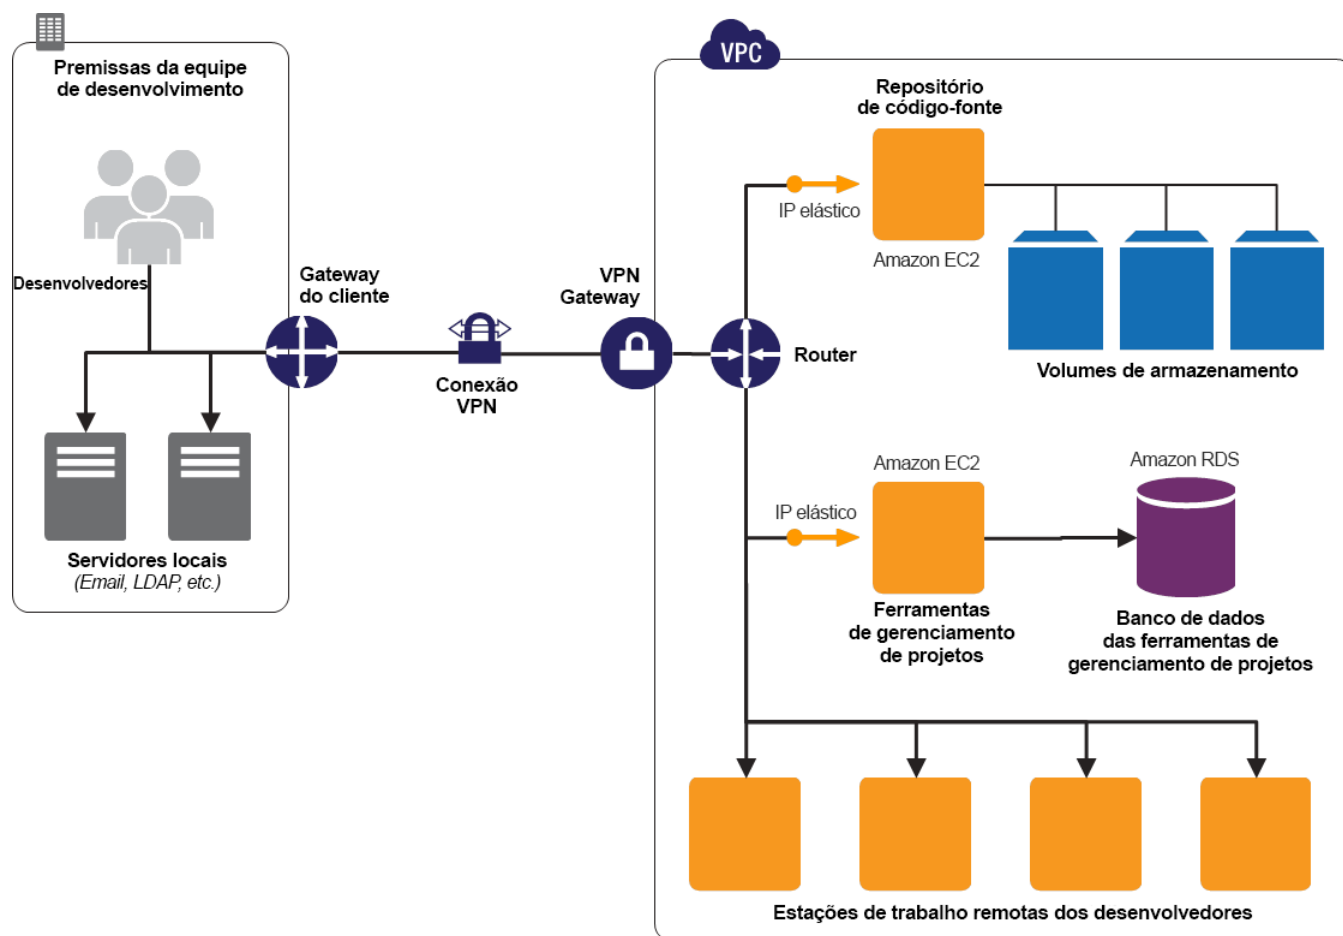 Premissas da equipe
de desenvolvimento
Desenvolvedores
Servidores locais
(Email, LDAP, etc.)
Gateway
do cliente
Conexão
VPN
VPN
Gateway
VPC
Router
Repositório
de código-fonte
IP elástico
Amazon EC2
Volumes de armazenamento
Amazon EC2
IP elástico
Ferramentas
de gerenciamento
de projetos
Amazon RDS
Banco de dados
das ferramentas de
gerenciamento de projetos
Estações de trabalho remotas dos desenvolvedores